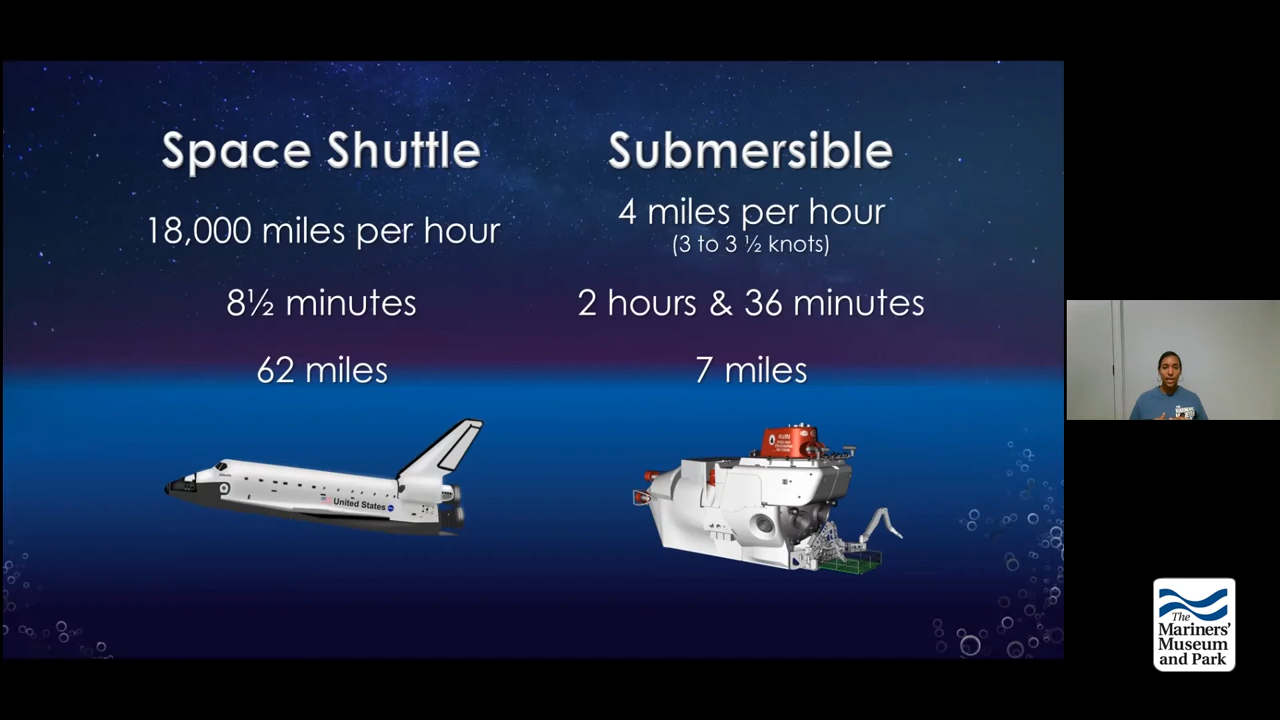 Space Shuttle
18,000 miles per hour
8½ minutes
62 miles
United States
Submersible
4 miles per hour
(3 to 3 ½ knots)
2 hours & 36 minutes
7 miles
The
Mariners'
Museum
and Park